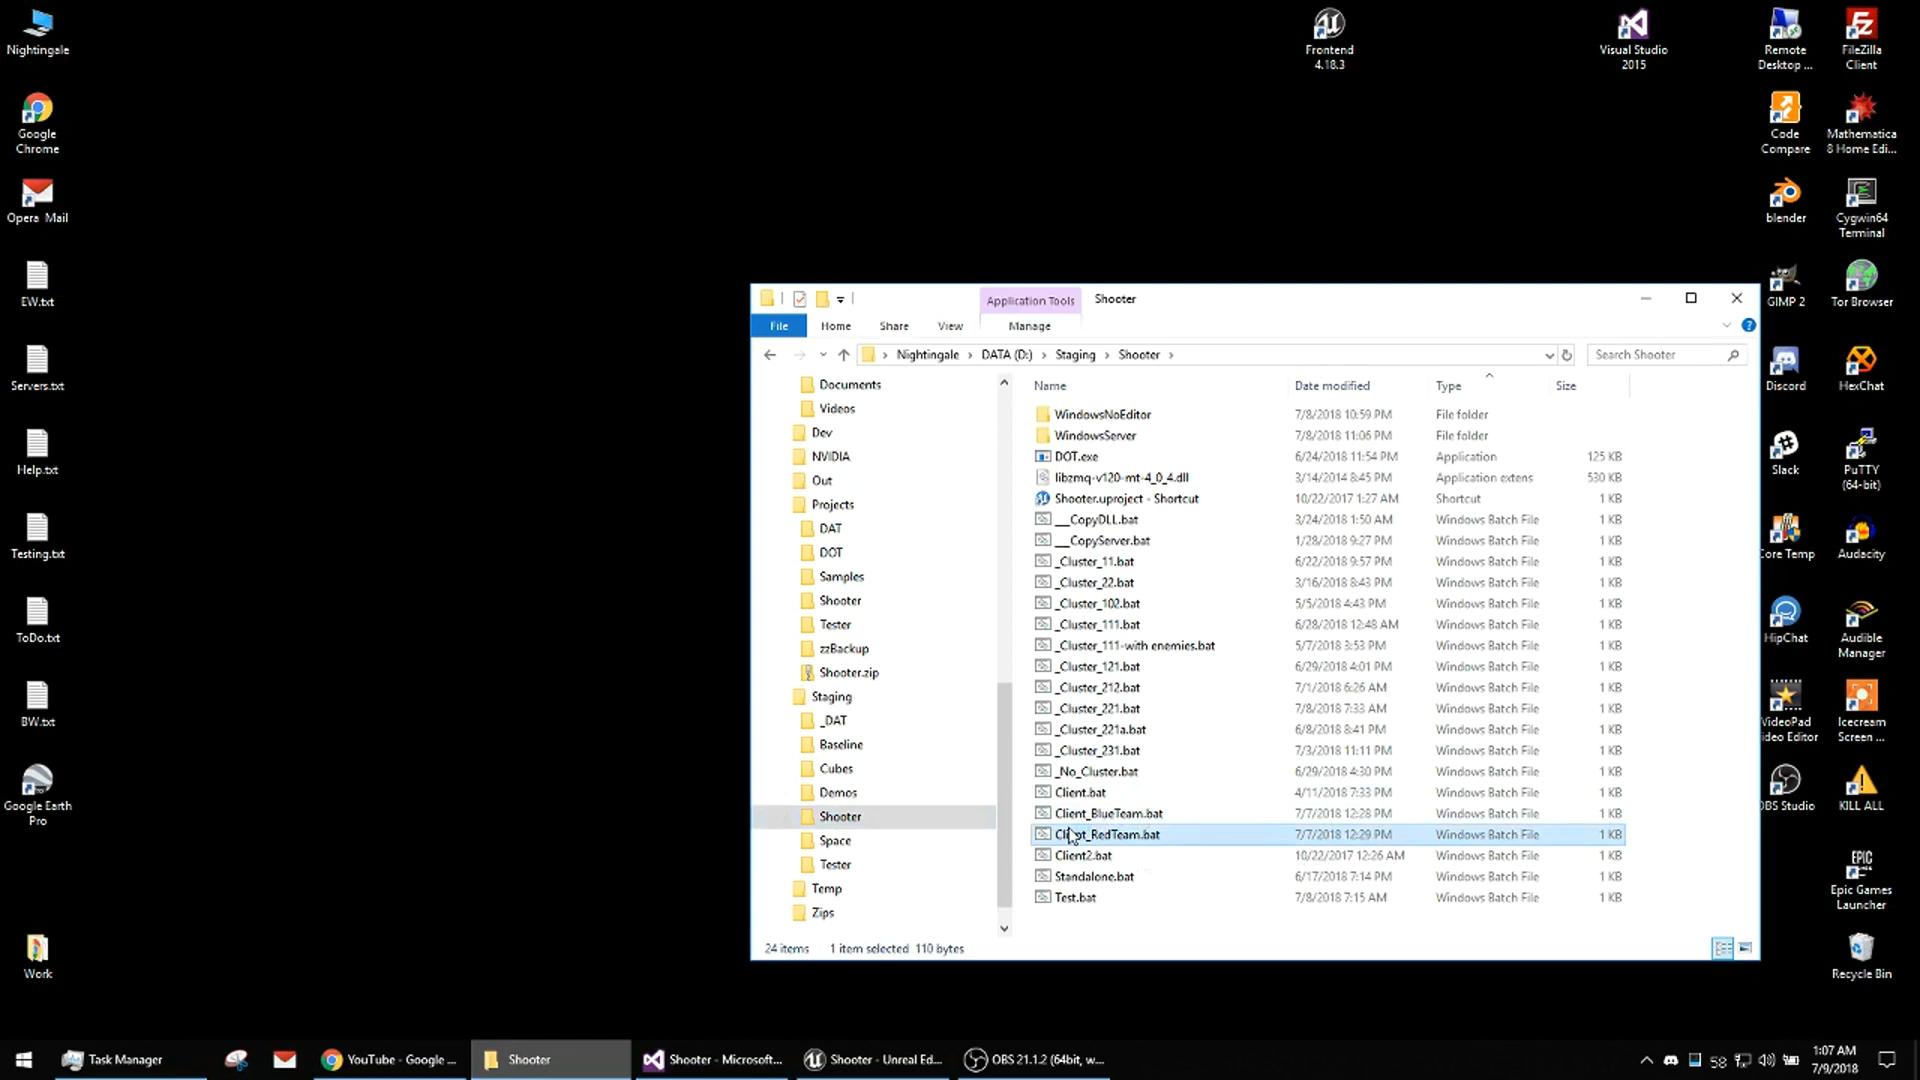 Nightingale
Google
Chrome
Opera Mail
EW.txt
Servers.txt
Help.txt
Testing.txt
ToDo.txt
BW.txt
Google Earth
Pro
Work
Frontend
4.18.3
Visual Studio
2015
Remote
Desktop ...
FileZilla
Client
Code
Compare
Mathematica
8 Home Edi...
blender
Cygwin64
Terminal
GIMP 2
Tor Browser
Discord
HexChat
Slack
PuTTY
(64-bit)
Core Temp
Audacity
HipChat
Audible
Manager
VideoPad
Video Editor
Icecream
Screen ...
OBS Studio
KILL ALL
EPIC
GAMES
Epic Games
Launcher
Recycle Bin
Application Tools
Shooter
File
Home
Share
View
Manage
Nightingale > DATA (D:) > Staging > Shooter >
Search Shooter
Documents
Videos
Dev
NVIDIA
Out
Projects
DAT
DOT
Samples
Shooter
Tester
zzBackup
Shooter.zip
Staging
_DAT
Baseline
Cubes
Demos
Shooter
Space
Tester
Temp
Zips
Name Date modified Type Size
WindowsNoEditor 7/8/2018 10:59 PM File folder
WindowsServer 7/8/2018 11:06 PM File folder
DOT.exe 6/24/2018 11:54 PM Application 125 KB
libzmq-v120-mt-4_0_4.dll 3/14/2014 8:45 PM Application extens 530 KB
Shooter.uproject - Shortcut 10/22/2017 1:27 AM Shortcut 1 KB
___CopyDLL.bat 3/24/2018 1:50 AM Windows Batch File 1 KB
___CopyServer.bat 1/28/2018 9:27 PM Windows Batch File 1 KB
_Cluster_11.bat 6/22/2018 9:57 PM Windows Batch File 1 KB
_Cluster_22.bat 3/16/2018 8:43 PM Windows Batch File 1 KB
_Cluster_102.bat 5/5/2018 4:43 PM Windows Batch File 1 KB
_Cluster_111.bat 6/28/2018 12:48 AM Windows Batch File 1 KB
_Cluster_111-with enemies.bat 5/7/2018 3:53 PM Windows Batch File 1 KB
_Cluster_121.bat 6/29/2018 4:01 PM Windows Batch File 1 KB
_Cluster_212.bat 7/1/2018 6:26 AM Windows Batch File 1 KB
_Cluster_221.bat 7/8/2018 7:33 AM Windows Batch File 1 KB
_Cluster_221a.bat 6/8/2018 8:41 PM Windows Batch File 1 KB
_Cluster_231.bat 7/3/2018 11:11 PM Windows Batch File 1 KB
_No_Cluster.bat 6/29/2018 4:30 PM Windows Batch File 1 KB
Client.bat 4/11/2018 7:33 PM Windows Batch File 1 KB
Client_BlueTeam.bat 7/7/2018 12:28 PM Windows Batch File 1 KB
Client_RedTeam.bat 7/7/2018 12:29 PM Windows Batch File 1 KB
Client2.bat 10/22/2017 12:26 AM Windows Batch File 1 KB
Standalone.bat 6/17/2018 7:14 PM Windows Batch File 1 KB
Test.bat 7/8/2018 7:15 AM Windows Batch File 1 KB
24 items 1 item selected 110 bytes
Task Manager
YouTube - Google ...
Shooter
Shooter - Microsoft...
Shooter - Unreal Ed...
OBS 21.1.2 (64bit, w...
58
1:07 AM
7/9/2018